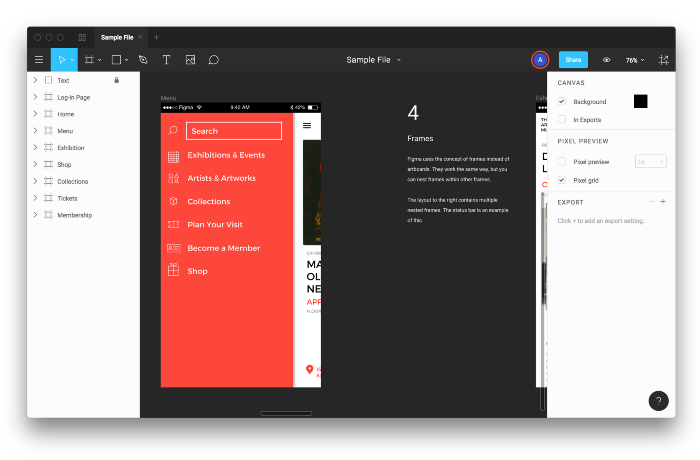 Sample File
Sample File
A
Share
76%
Text
Log-in Page
Home
Menu
Exhibition
Shop
Collections
Tickets
Membership
Menu
Figma
9:42 AM
42%
Search
Exhibitions & Events
Artists & Artworks
Collections
Plan Your Visit
Become a Member
Shop
EXHIBI
MA
OL
NE
APR
4
Frames
Figma uses the concept of frames instead of
artboards. They work the same way, but you
can nest frames within other frames.
The layout to the right contains multiple
nested frames. The status bar is an example
of this.
Exhi
CANVAS
Background
In Exports
PIXEL PREVIEW
Pixel preview
1x
Pixel grid
EXPORT
Click + to add an export setting.
?